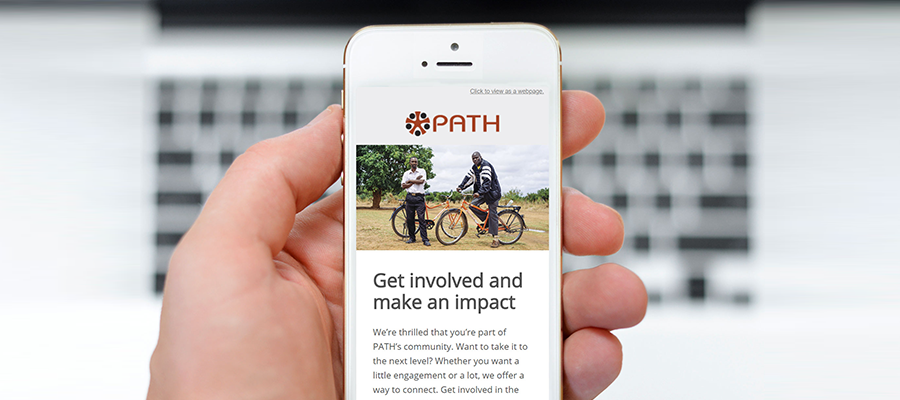 Click to view as a webpage.
PATH
Get involved and
make an impact
We're thrilled that you're part of
PATH's community. Want to take it to
the next level? Whether you want a
little engagement or a lot, we offer a
way to connect. Get involved in the